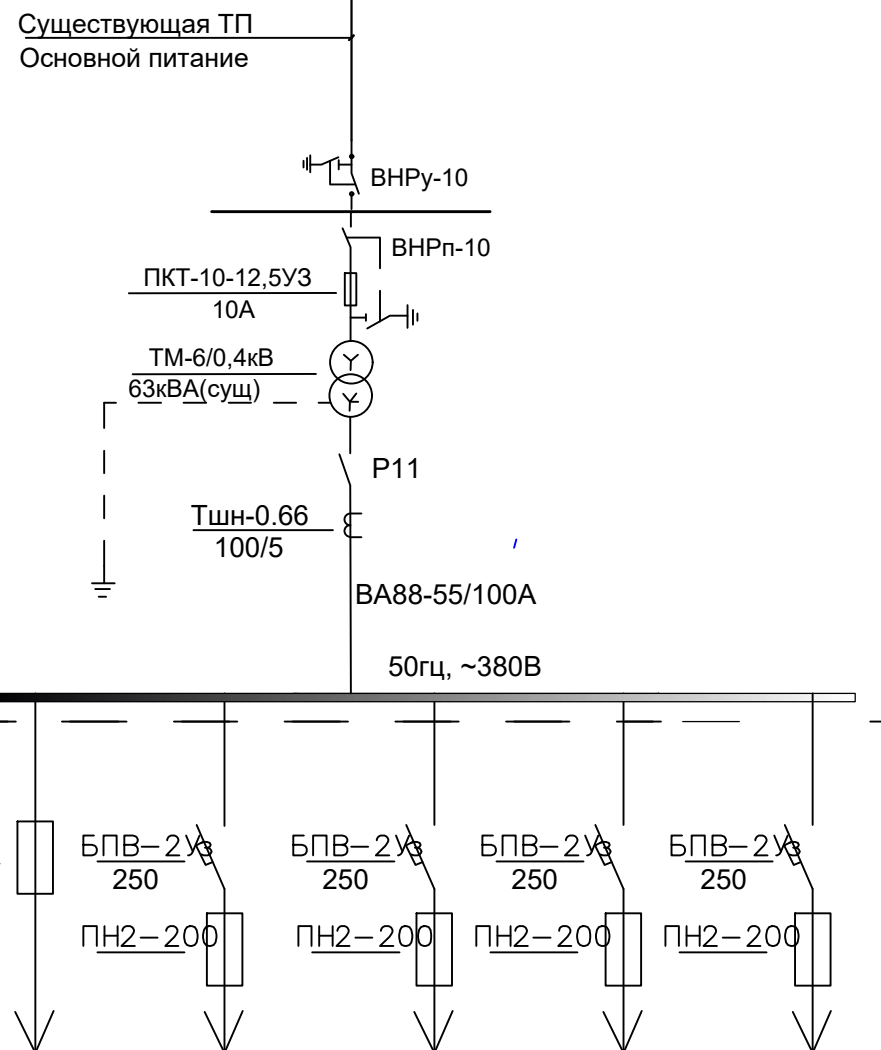 Существующая ТП
Основной питание
ВНРу-10
ВНРп-10
ПКТ-10-12,5УЗ
10А
ТМ-6/0,4кВ
63кВА(сущ)
Р11
Тшн-0.66
100/5
ВА88-55/100А
50гц, ~380В
БПВ-2Уз БПВ-2Уз БПВ-2Уз БПВ-2Уз
250 250 250 250
ПН2-200 ПН2-200 ПН2-200 ПН2-200